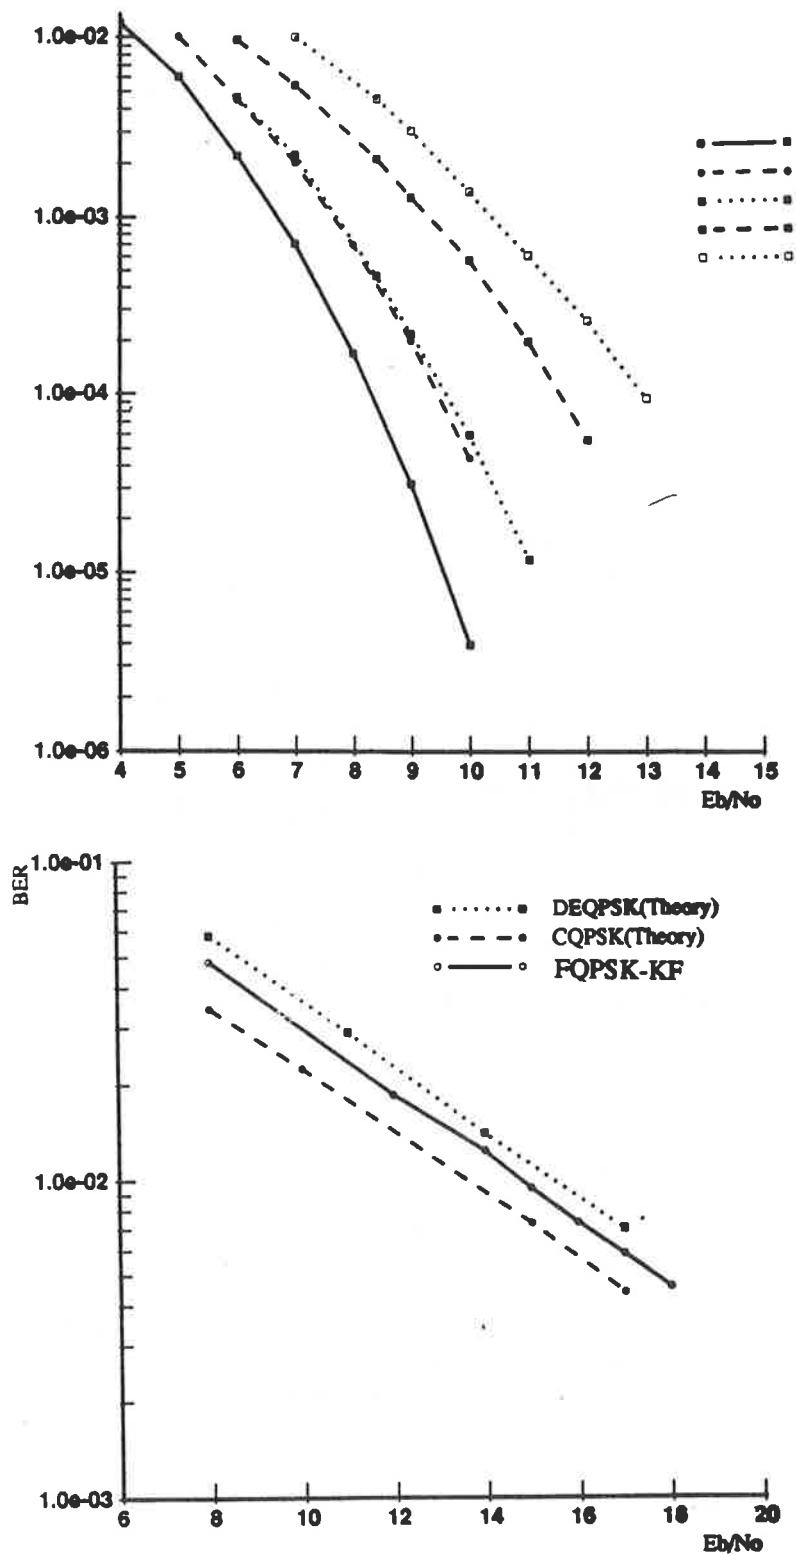 1.0e-02
1.0e-03
1.0e-04
1.0e-05
1.0e-06
4 5 6 7 8 9 10 11 12 13 14 15
Eb/No
BER
1.0e-01
DEQPSK(Theory)
CQPSK(Theory)
FQPSK-KF
1.0e-02
1.0e-03
6 8 10 12 14 16 18 20
Eb/No